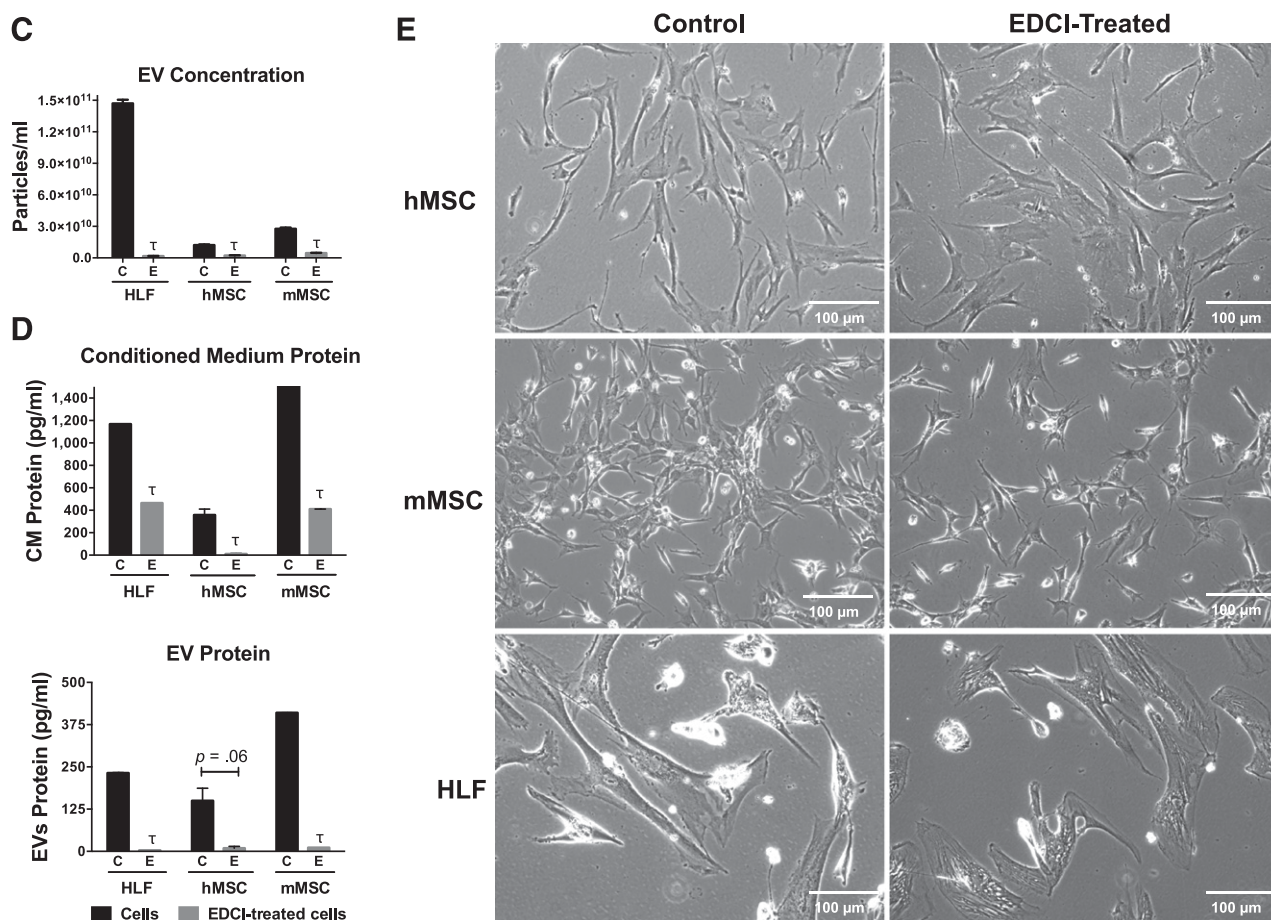 C
EV Concentration
Particles/ml
1.5×10¹¹
1.2×10¹¹
9.0×10¹⁰
6.0×10¹⁰
3.0×10¹⁰
0.0
τ τ τ
C E C E C E
HLF hMSC mMSC
D
Conditioned Medium Protein
CM Protein (pg/ml)
1,400
1,200
1,000
800
600
400
200
0
τ τ τ
C E C E C E
HLF hMSC mMSC
EV Protein
EVs Protein (pg/ml)
500
375
250
125
0
p = .06
τ τ
C E C E C E
HLF hMSC mMSC
Cells EDCI-treated cells
E
Control EDCI-Treated
hMSC
100 µm 100 µm
mMSC
100 µm 100 µm
HLF
100 µm 100 µm